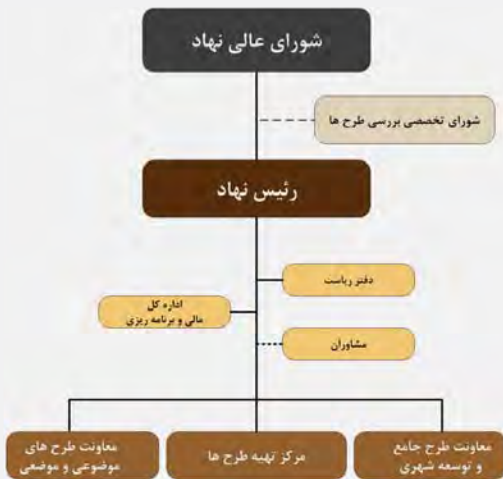 شورای عالی نهاد
شورای تخصصی بررسی طرح ها
رئیس نهاد
دفتر ریاست
اداره کل
مالی و برنامه ریزی
مشاوران
معاونت طرح جامع
و توسعه شهری
مرکز تهیه طرح ها
معاونت طرح های
موضوعی و موضعی